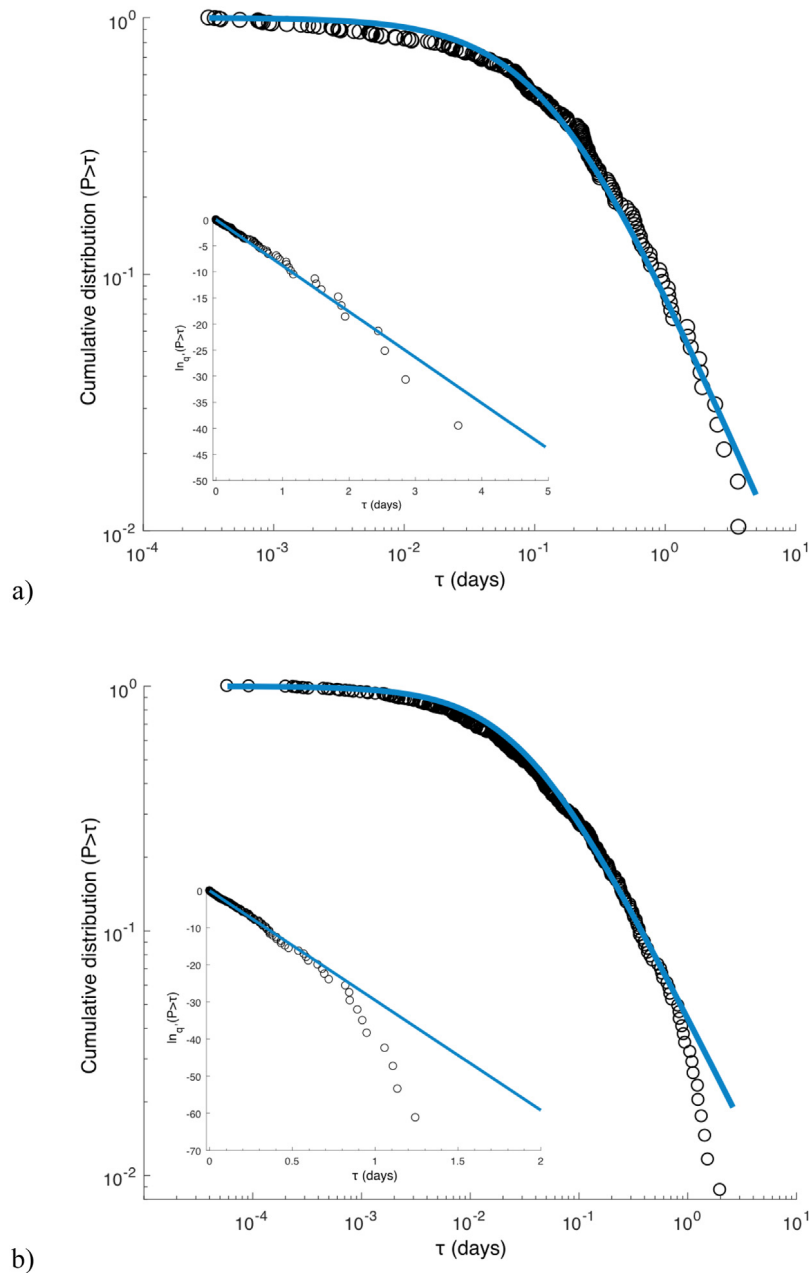 10^0
10^-1
10^-2
Cumulative distribution (P>τ)
0
-5
-10
-15
-20
-25
-30
-35
-40
-45
-50
ln_q'(P>τ)
0 1 2 3 4 5
τ (days)
10^-4 10^-3 10^-2 10^-1 10^0 10^1
τ (days)
a)
10^0
10^-1
10^-2
Cumulative distribution (P>τ)
0
-10
-20
-30
-40
-50
-60
-70
ln_q'(P>τ)
0 0.5 1 1.5 2
τ (days)
10^-4 10^-3 10^-2 10^-1 10^0 10^1
τ (days)
b)